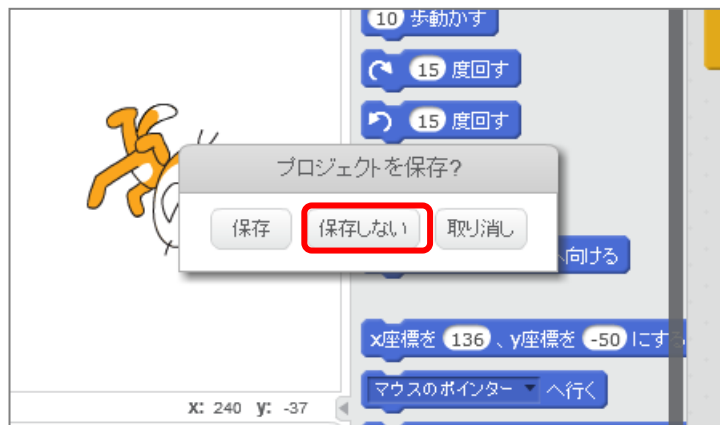 10 歩動かす
15 度回す
15 度回す
プロジェクトを保存?
保存 保存しない 取り消し
へ向ける
x座標を 136 、y座標を -50 にす
マウスのポインター へ行く
X: 240 y: -37